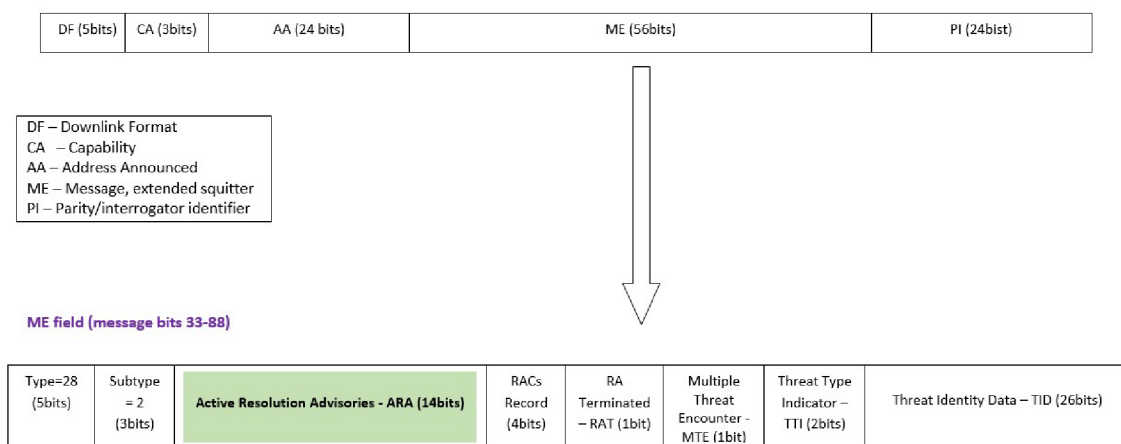 DF (5bits)
CA (3bits)
AA (24 bits)
ME (56bits)
PI (24bist)
DF – Downlink Format
CA – Capability
AA – Address Announced
ME – Message, extended squitter
PI – Parity/interrogator identifier
ME field (message bits 33-88)
Type=28
(5bits)
Subtype
= 2
(3bits)
Active Resolution Advisories - ARA (14bits)
RACs
Record
(4bits)
RA
Terminated
– RAT (1bit)
Multiple
Threat
Encounter -
MTE (1bit)
Threat Type
Indicator –
TTI (2bits)
Threat Identity Data – TID (26bits)